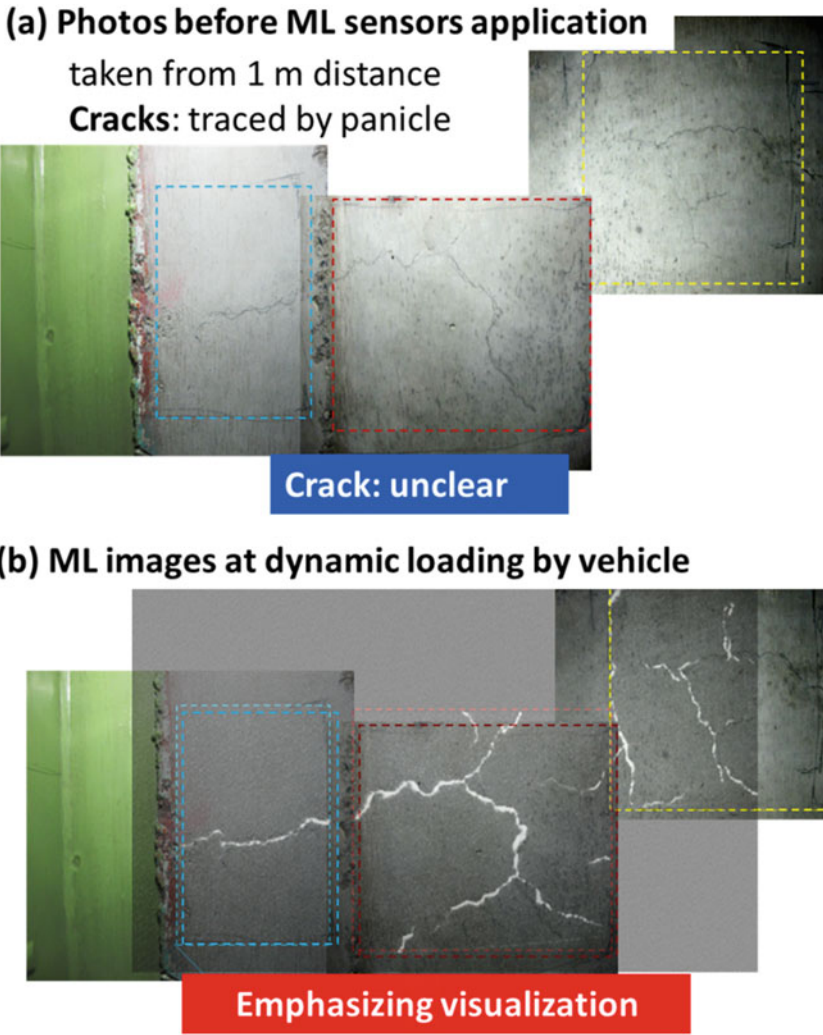 (a) Photos before ML sensors application
taken from 1 m distance
Cracks: traced by panicle
Crack: unclear
(b) ML images at dynamic loading by vehicle
Emphasizing visualization